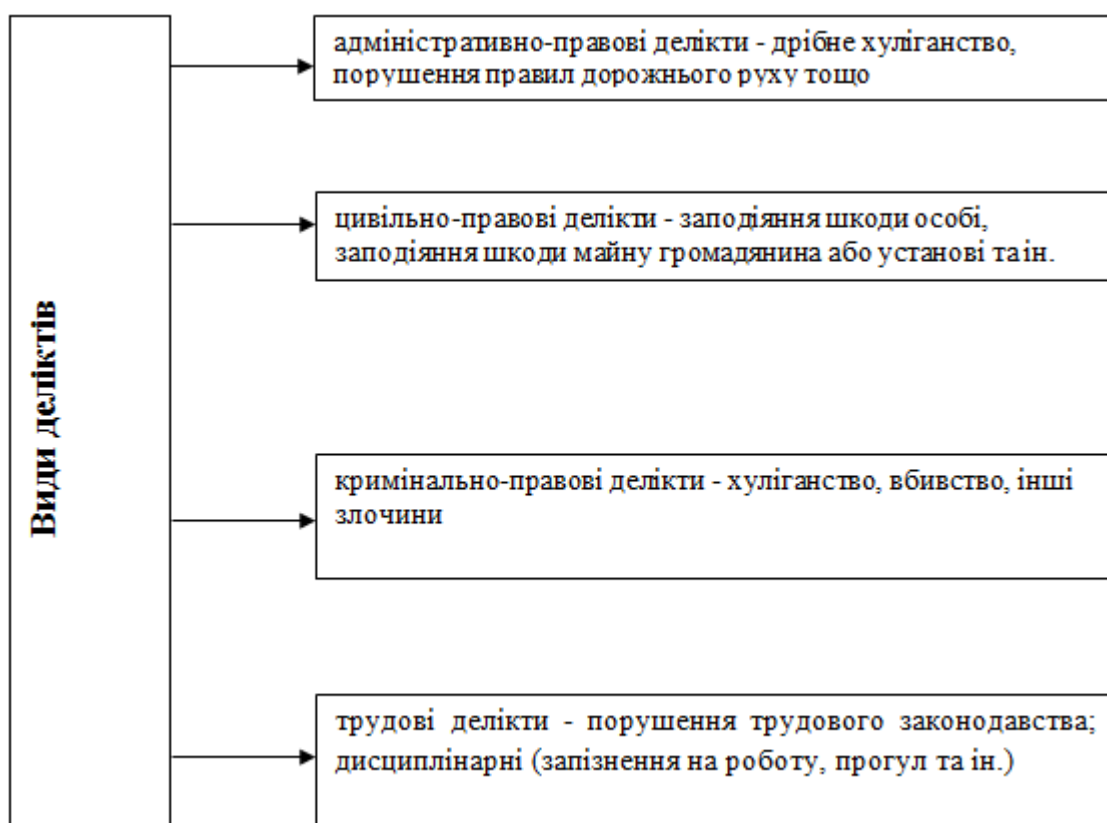 Види деліктів
адміністративно-правові делікти - дрібне хуліганство,
порушення правил дорожнього руху тощо
цивільно-правові делікти - заподіяння шкоди особі,
заподіяння шкоди майну громадянина або установі та ін.
кримінально-правові делікти - хуліганство, вбивство, інші
злочини
трудові делікти - порушення трудового законодавства;
дисциплінарні (запізнення на роботу, прогул та ін.)